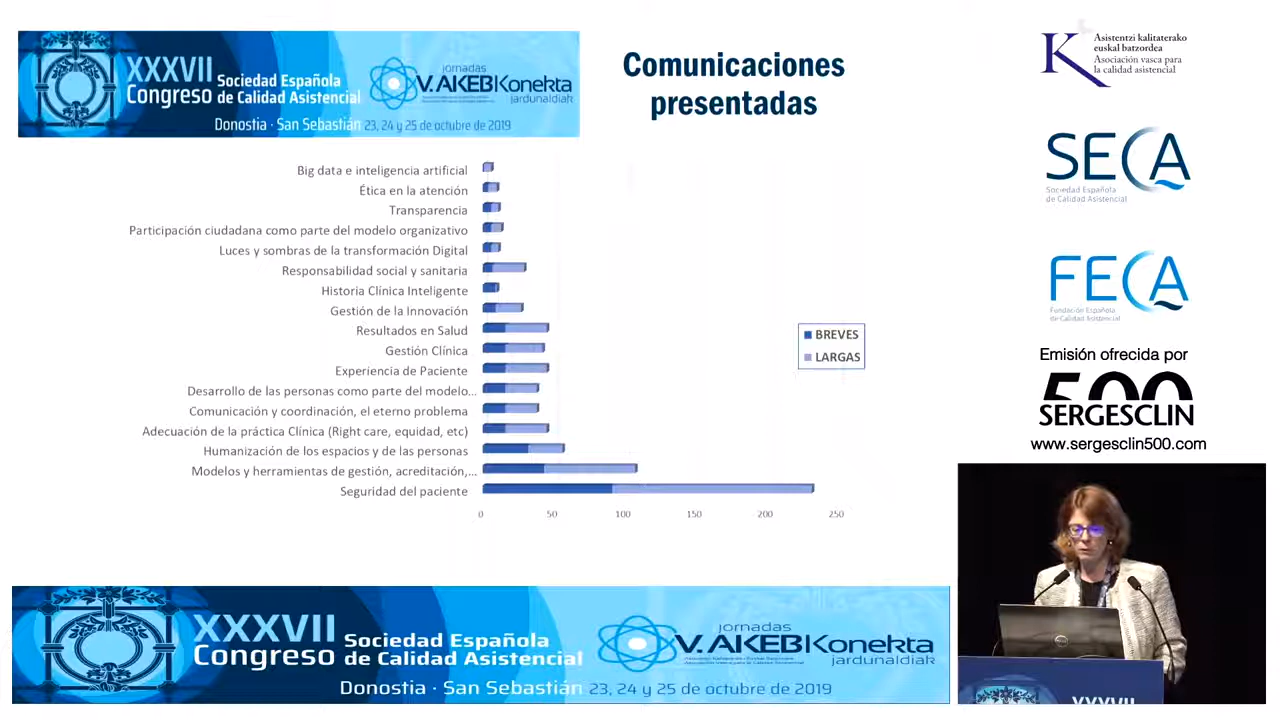 XXXVII
Congreso
Sociedad Española
de Calidad Asistencial
jornadas
V. AKEB Konekta
jardunaldiak
Donostia · San Sebastián 23, 24 y 25 de octubre de 2019
Comunicaciones
presentadas
Big data e inteligencia artificial
Ética en la atención
Transparencia
Participación ciudadana como parte del modelo organizativo
Luces y sombras de la transformación Digital
Responsabilidad social y sanitaria
Historia Clínica Inteligente
Gestión de la Innovación
Resultados en Salud
Gestión Clínica
Experiencia de Paciente
Desarrollo de las personas como parte del modelo...
Comunicación y coordinación, el eterno problema
Adecuación de la práctica Clínica (Right care, equidad, etc)
Humanización de los espacios y de las personas
Modelos y herramientas de gestión, acreditación,...
Seguridad del paciente
0 50 100 150 200 250
BREVES
LARGAS
K
Asistentzi kalitaterako
euskal batzordea
Asociación vasca para
la calidad asistencial
SECA
Sociedad Española
de Calidad Asistencial
FECA
Fundación Española
de Calidad Asistencial
Emisión ofrecida por
500
SERGESCLIN
www.sergesclin500.com
XXXVII
Congreso
Sociedad Española
de Calidad Asistencial
jornadas
V. AKEB Konekta
jardunaldiak
Donostia · San Sebastián 23, 24 y 25 de octubre de 2019
XXXVII